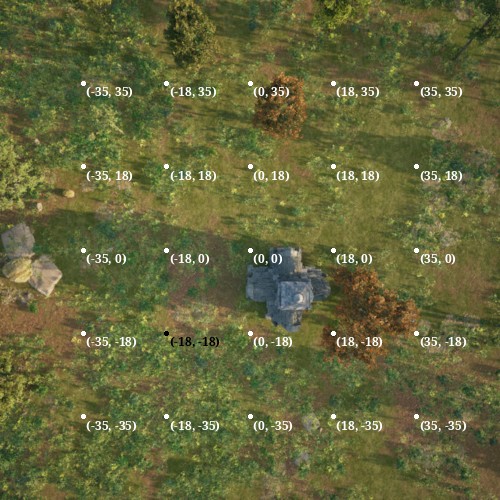 (-35, 35) (-18, 35) (0, 35) (18, 35) (35, 35)
(-35, 18) (-18, 18) (0, 18) (18, 18) (35, 18)
(-35, 0) (-18, 0) (0, 0) (18, 0) (35, 0)
(-35, -18) (-18, -18) (0, -18) (18, -18) (35, -18)
(-35, -35) (-18, -35) (0, -35) (18, -35) (35, -35)